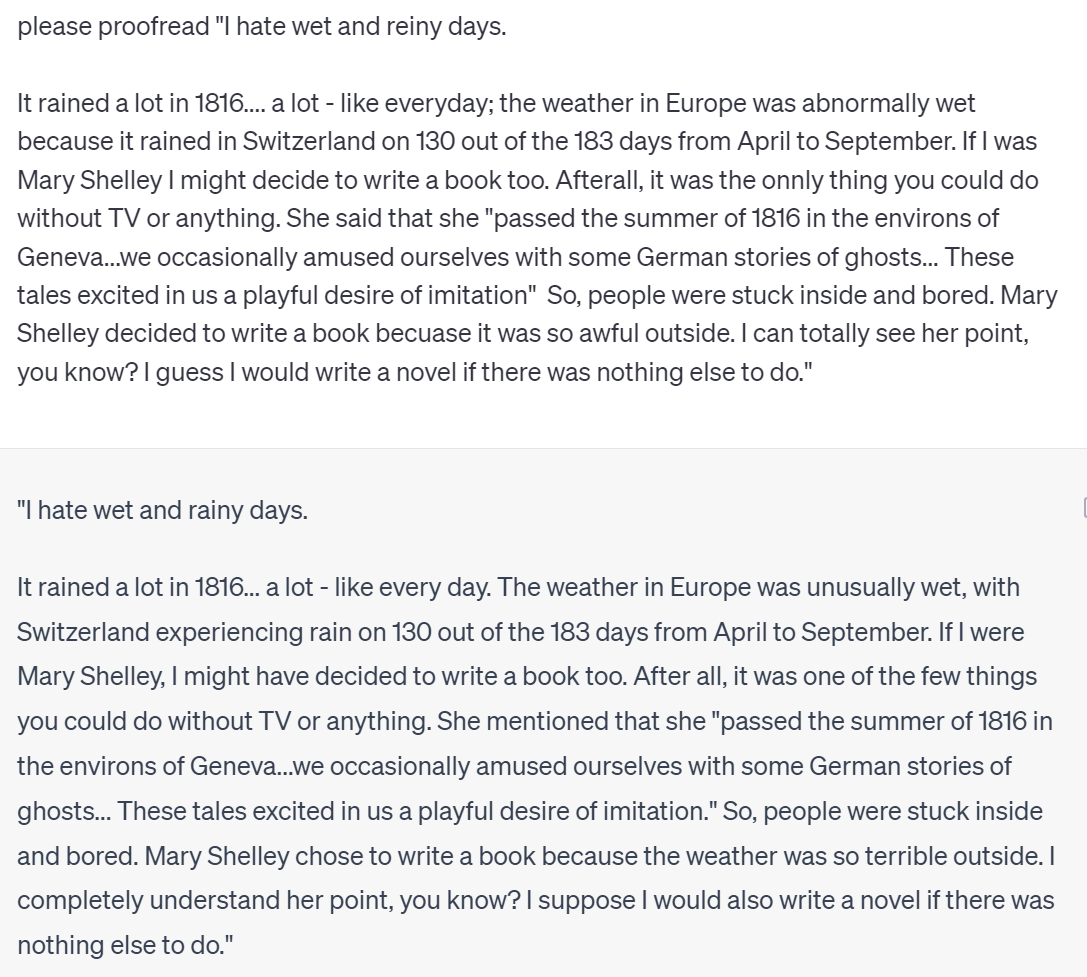 please proofread "I hate wet and reiny days.
It rained a lot in 1816.... a lot - like everyday; the weather in Europe was abnormally wet
because it rained in Switzerland on 130 out of the 183 days from April to September. If I was
Mary Shelley I might decide to write a book too. Afterall, it was the onnly thing you could do
without TV or anything. She said that she "passed the summer of 1816 in the environs of
Geneva...we occasionally amused ourselves with some German stories of ghosts... These
tales excited in us a playful desire of imitation"  So, people were stuck inside and bored. Mary
Shelley decided to write a book becuase it was so awful outside. I can totally see her point,
you know? I guess I would write a novel if there was nothing else to do."
"I hate wet and rainy days.
It rained a lot in 1816... a lot - like every day. The weather in Europe was unusually wet, with
Switzerland experiencing rain on 130 out of the 183 days from April to September. If I were
Mary Shelley, I might have decided to write a book too. After all, it was one of the few things
you could do without TV or anything. She mentioned that she "passed the summer of 1816 in
the environs of Geneva...we occasionally amused ourselves with some German stories of
ghosts... These tales excited in us a playful desire of imitation." So, people were stuck inside
and bored. Mary Shelley chose to write a book because the weather was so terrible outside. I
completely understand her point, you know? I suppose I would also write a novel if there was
nothing else to do."